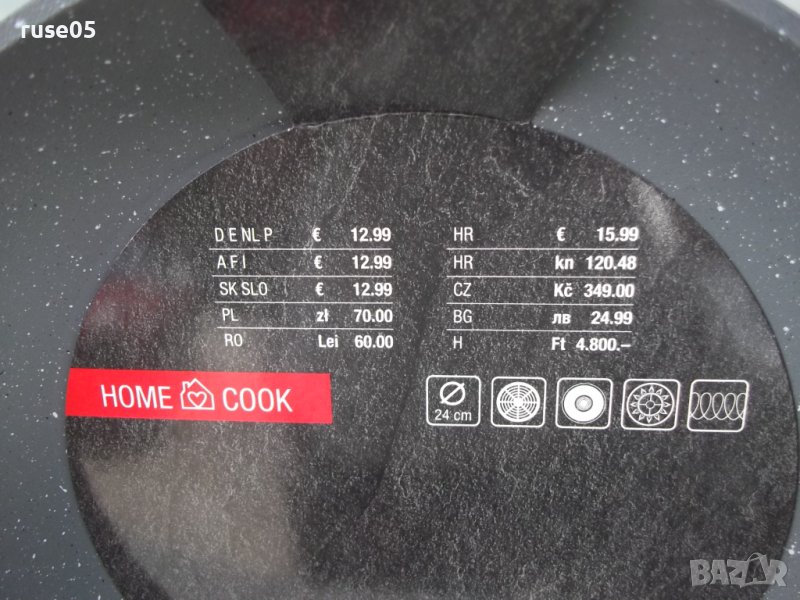 ruse05
D E NL P € 12.99
A F I € 12.99
SK SLO € 12.99
PL zł 70.00
RO Lei 60.00
HR € 15.99
HR kn 120.48
CZ Kč 349.00
BG лв 24.99
H Ft 4.800.–
HOME COOK
24 cm
BAZAR